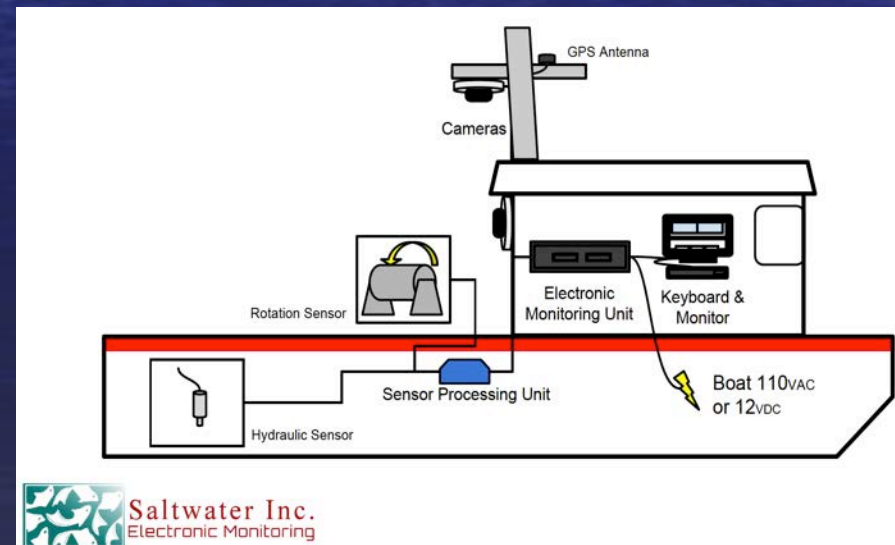 GPS Antenna
Cameras
Rotation Sensor
Electronic
Monitoring Unit
Keyboard &
Monitor
Sensor Processing Unit
Boat 110VAC
or 12VDC
Hydraulic Sensor
Saltwater Inc.
Electronic Monitoring